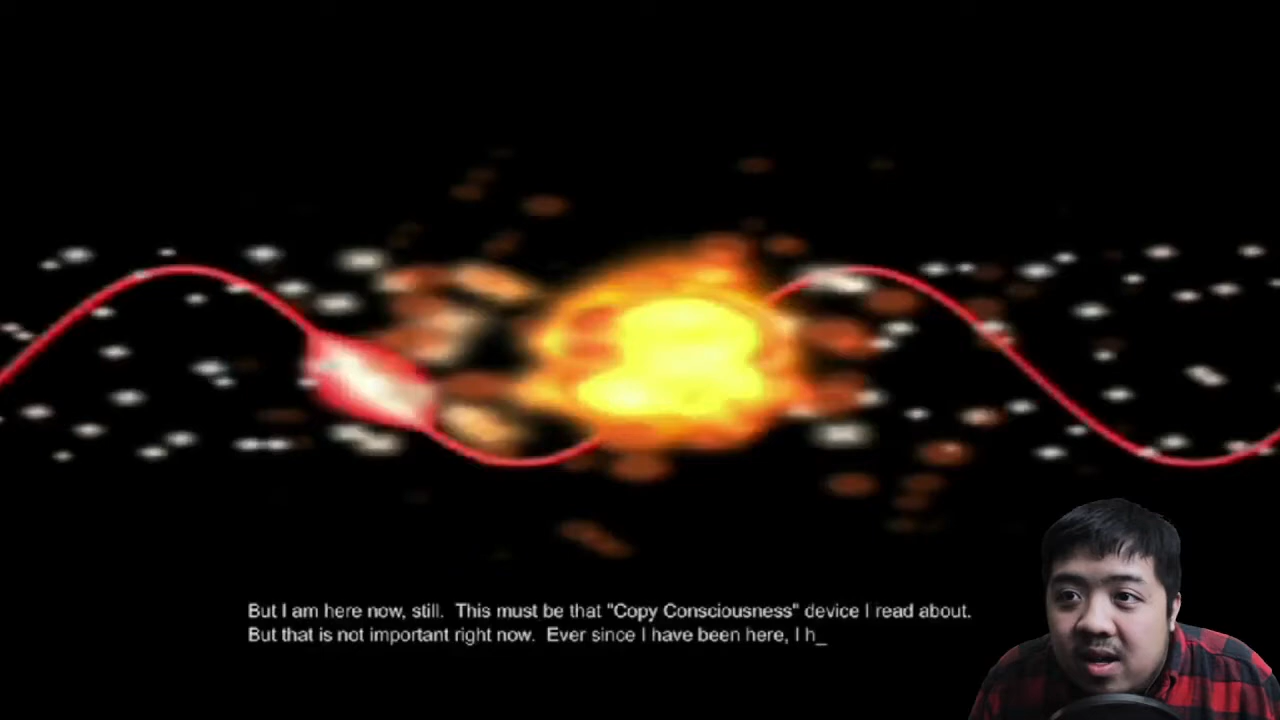 But I am here now, still.  This must be that "Copy Consciousness" device I read about.
But that is not important right now.  Ever since I have been here, I h_